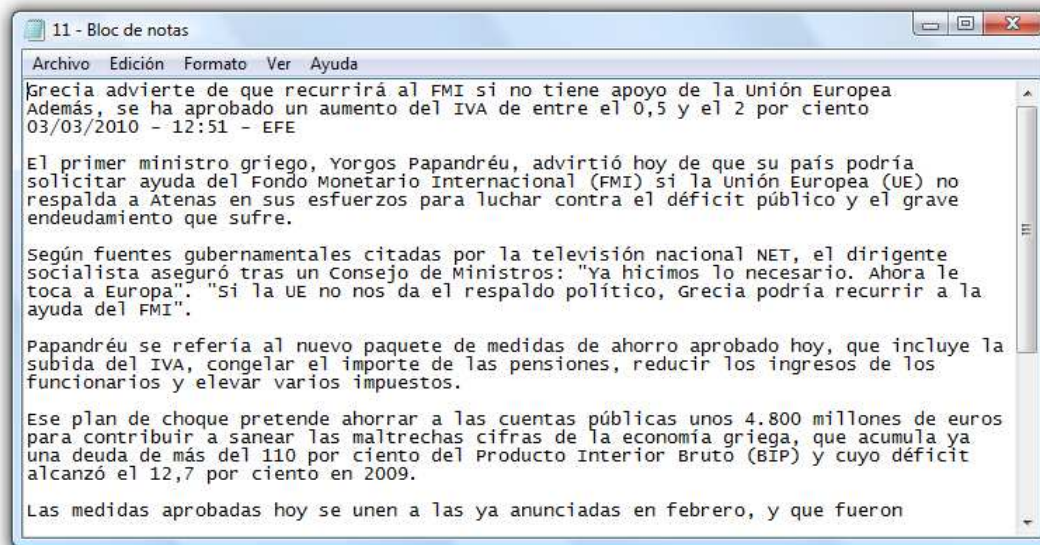 11 - Bloc de notas
Archivo Edición Formato Ver Ayuda
Grecia advierte de que recurrirá al FMI si no tiene apoyo de la Unión Europea
Además, se ha aprobado un aumento del IVA de entre el 0,5 y el 2 por ciento
03/03/2010 - 12:51 - EFE
El primer ministro griego, Yorgos Papandréu, advirtió hoy de que su país podría
solicitar ayuda del Fondo Monetario Internacional (FMI) si la Unión Europea (UE) no
respalda a Atenas en sus esfuerzos para luchar contra el déficit público y el grave
endeudamiento que sufre.
Según fuentes gubernamentales citadas por la televisión nacional NET, el dirigente
socialista aseguró tras un Consejo de Ministros: "Ya hicimos lo necesario. Ahora le
toca a Europa". "Si la UE no nos da el respaldo político, Grecia podría recurrir a la
ayuda del FMI".
Papandréu se refería al nuevo paquete de medidas de ahorro aprobado hoy, que incluye la
subida del IVA, congelar el importe de las pensiones, reducir los ingresos de los
funcionarios y elevar varios impuestos.
Ese plan de choque pretende ahorrar a las cuentas públicas unos 4.800 millones de euros
para contribuir a sanear las maltrechas cifras de la economía griega, que acumula ya
una deuda de más del 110 por ciento del Producto Interior Bruto (BIP) y cuyo déficit
alcanzó el 12,7 por ciento en 2009.
Las medidas aprobadas hoy se unen a las ya anunciadas en febrero, y que fueron